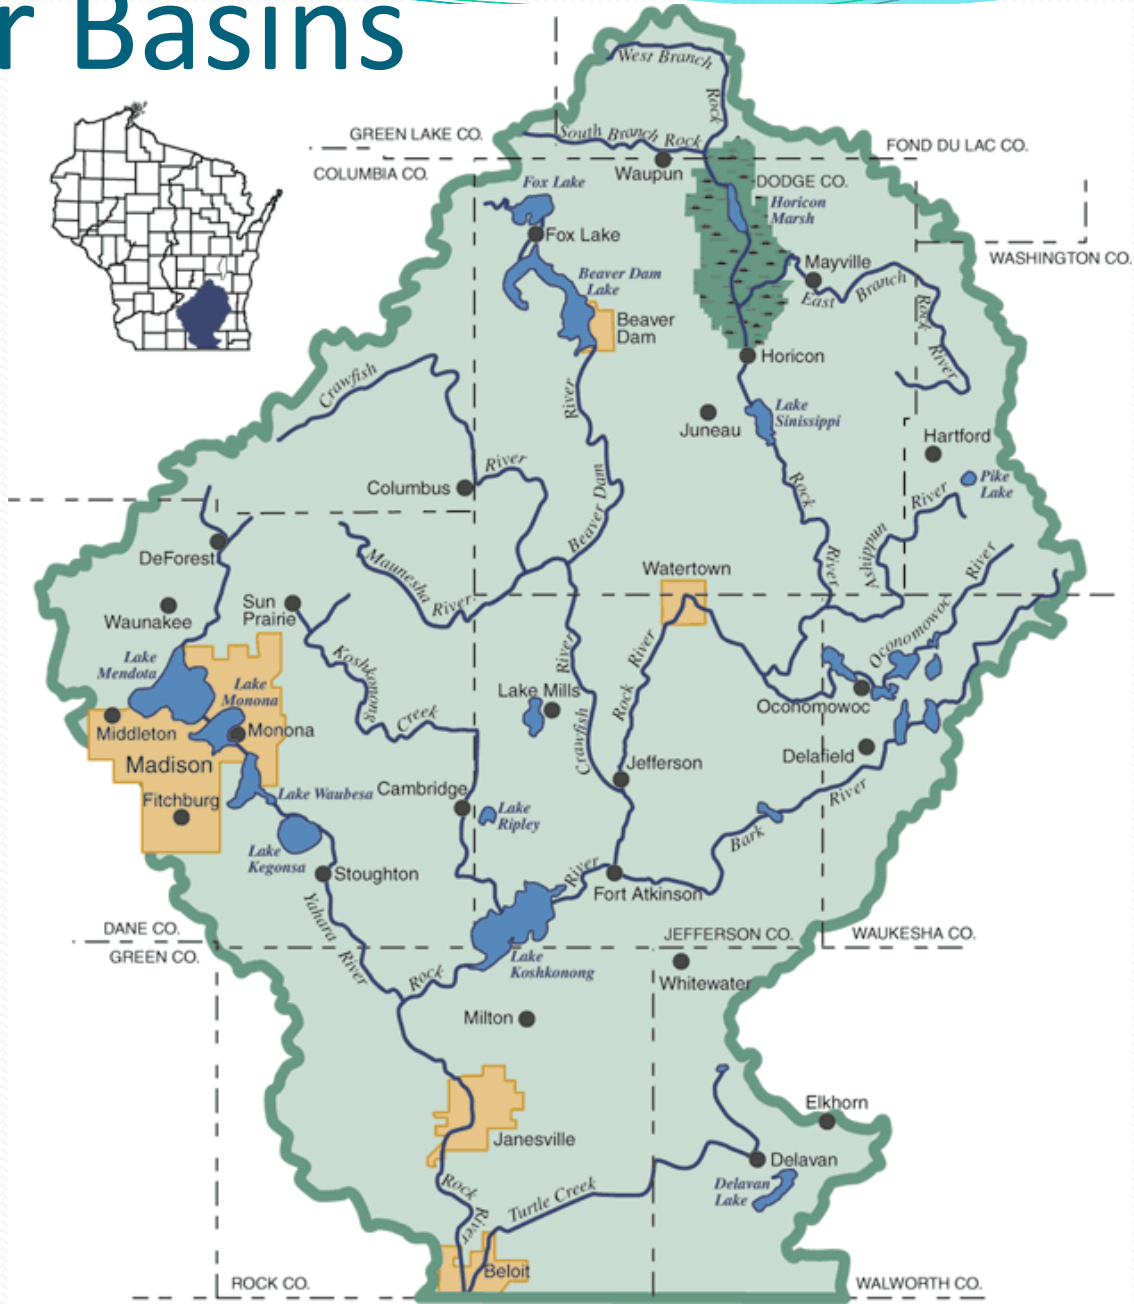 r Basins
West Branch
Rock
South Branch Rock
GREEN LAKE CO.
FOND DU LAC CO.
COLUMBIA CO.
Waupun
DODGE CO.
Fox Lake
Horicon
Marsh
Fox Lake
WASHINGTON CO.
Mayville
East Branch
Rock
River
Beaver Dam
Lake
Beaver
Dam
Horicon
Crawfish
River
Lake
Sinissippi
Juneau
Hartford
River
Columbus
Pike
Lake
Rock
River
River
Ashippun
Beaver Dam
DeForest
Maunesha
River
Watertown
River
Oconomowoc
Sun
Prairie
Waunakee
Koshkonong
Creek
River
Crawfish
River
Rock
Lake
Mendota
Lake
Monona
Lake Mills
Oconomowoc
Middleton
Monona
Madison
Delafield
Jefferson
River
Bark
Fitchburg
Lake Waubesa
Cambridge
Lake
Ripley
Lake
Kegonsa
Stoughton
River
Fort Atkinson
Yahara
River
DANE CO.
GREEN CO.
JEFFERSON CO.
WAUKESHA CO.
Rock
Lake
Koshkonong
Whitewater
Milton
Elkhorn
Janesville
Delavan
Delavan
Lake
Rock
River
Turtle Creek
Beloit
ROCK CO.
WALWORTH CO.